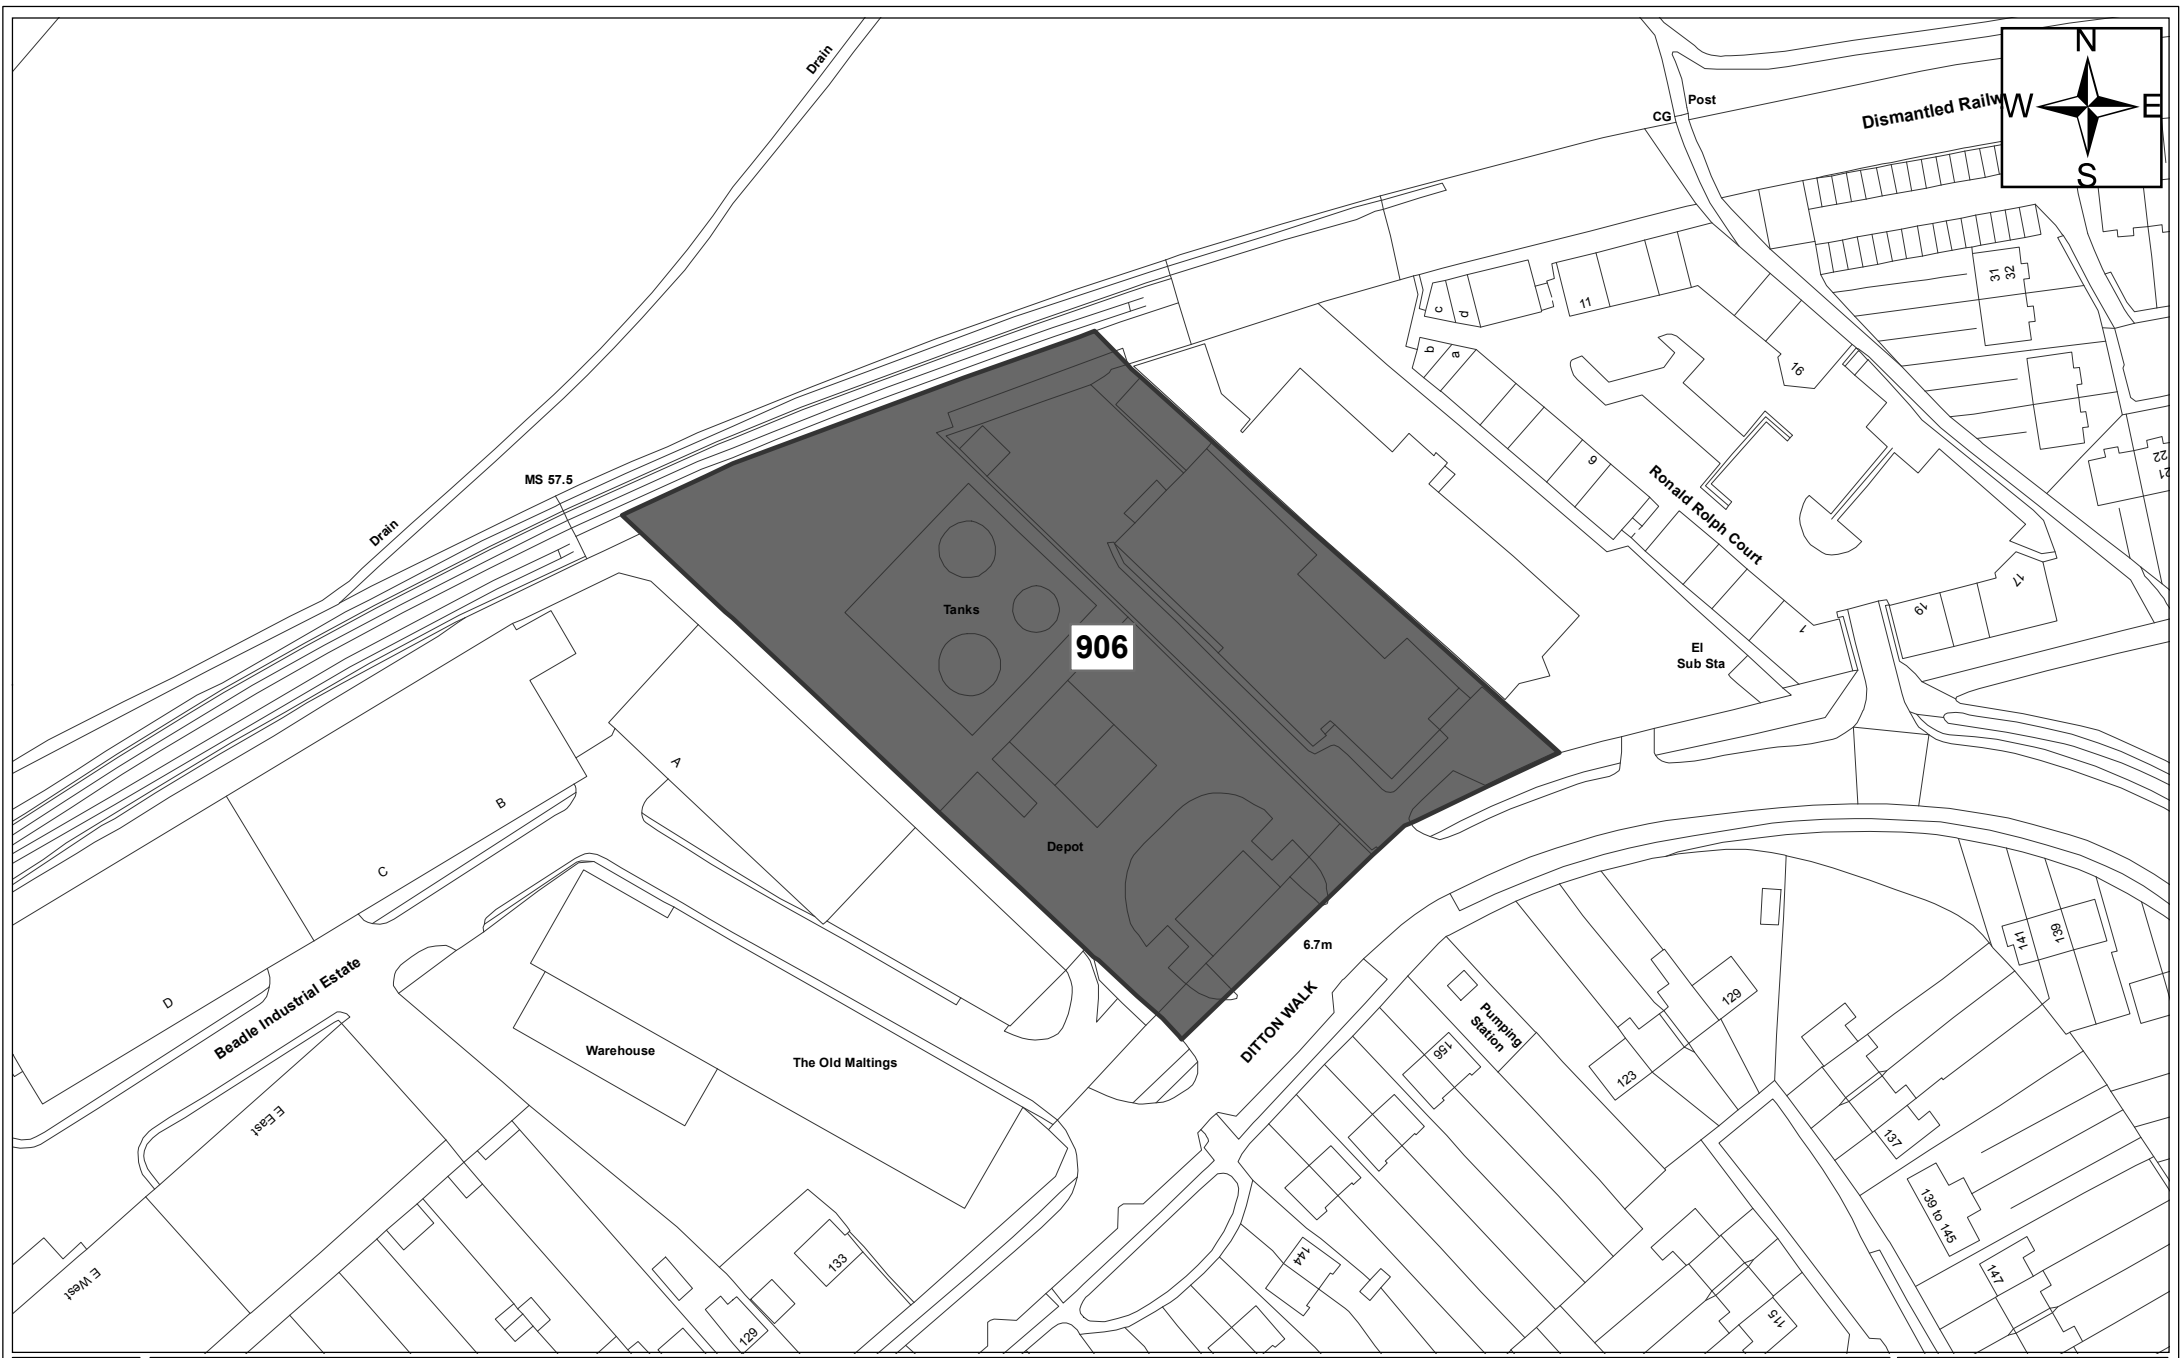 Drain
N
Post
CG
Dismantled Railw
W
E
S
31
32
c
d
11
b
a
16
MS 57.5
9
Ronald Rolph Court
22
21
Drain
Tanks
906
17
19
1
El
Sub Sta
A
B
C
Depot
D
Beadle Industrial Estate
6.7m
DITTON WALK
141
139
129
Pumping
Station
156
123
Warehouse
The Old Maltings
E East
137
139 to 145
133
144
147
E West
129
115